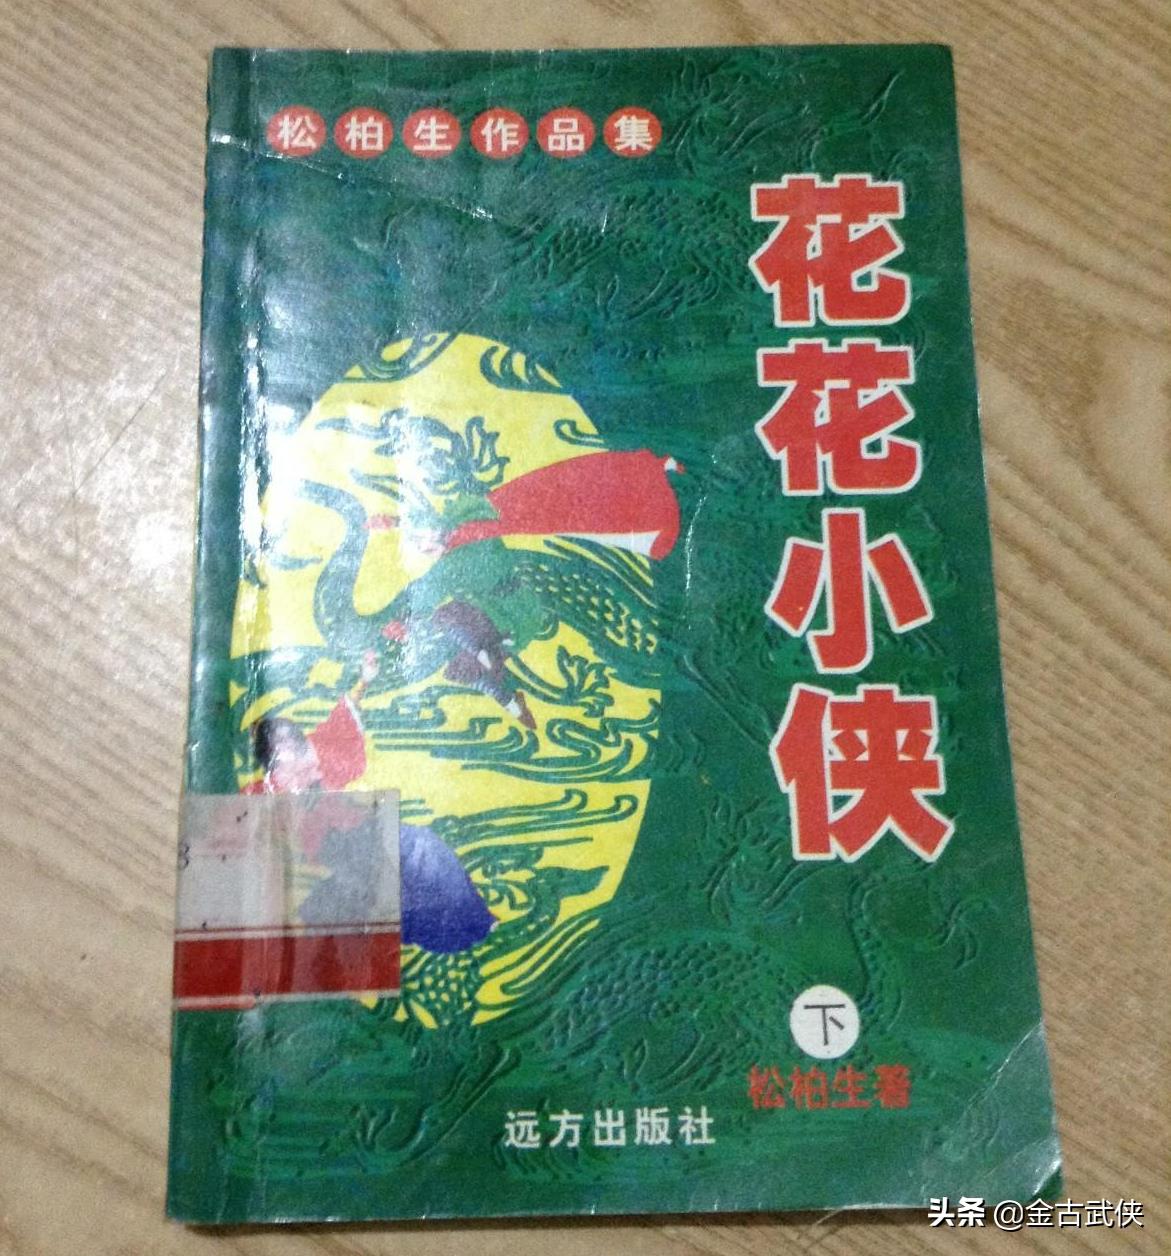 松柏生作品集
花花小侠
下
松柏生著
远方出版社
头条 @金古武侠